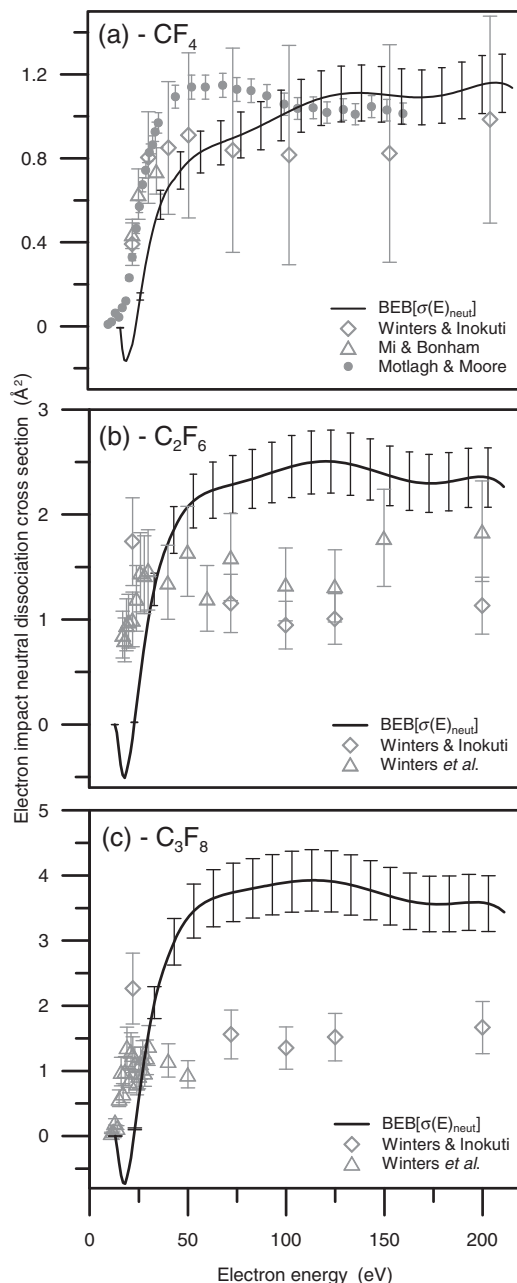 (a) - CF₄
1.2
0.8
0.4
0
BEB[σ(E)neut]
Winters & Inokuti
Mi & Bonham
Motlagh & Moore
Electron impact neutral dissociation cross section (Å²)
3
(b) - C₂F₆
2
1
0
BEB[σ(E)neut]
Winters & Inokuti
Winters et al.
5
(c) - C₃F₈
4
3
2
1
0
BEB[σ(E)neut]
Winters & Inokuti
Winters et al.
0 50 100 150 200
Electron energy (eV)